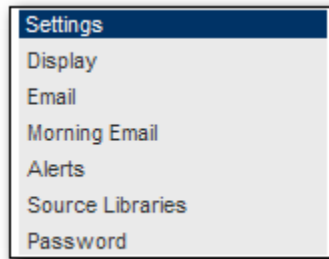 Settings
Display
Email
Morning Email
Alerts
Source Libraries
Password